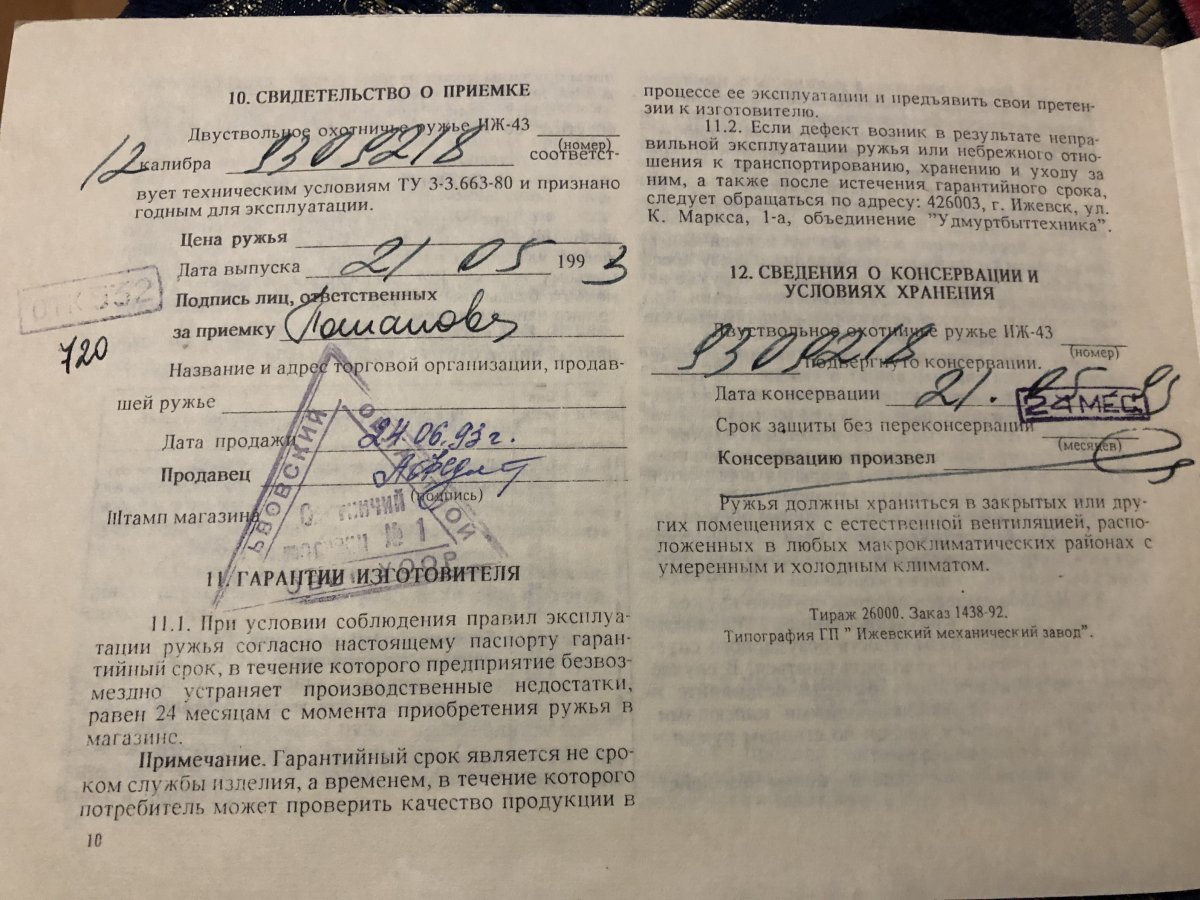 10. СВИДЕТЕЛЬСТВО О ПРИЕМКЕ
Двуствольное охотничье ружье ИЖ-43
(номер)
12 калибра 9309218 соответст-
вует техническим условиям ТУ 3-3.663-80 и признано
годным для эксплуатации.
Цена ружья
Дата выпуска 21 05 1993
ОТК 332
Подпись лиц, ответственных
за приемку
720
Название и адрес торговой организации, продав-
шей ружье
Дата продажи 24.06.93г.
Продавец
(подпись)
Штамп магазина
ЛЬВОВСКИЙ
№ 1
11. ГАРАНТИИ ИЗГОТОВИТЕЛЯ
11.1. При условии соблюдения правил эксплуа-
тации ружья согласно настоящему паспорту гаран-
тийный срок, в течение которого предприятие безвоз-
мездно устраняет производственные недостатки,
равен 24 месяцам с момента приобретения ружья в
магазине.
Примечание. Гарантийный срок является не сро-
ком службы изделия, а временем, в течение которого
потребитель может проверить качество продукции в
10
процессе ее эксплуатации и предъявить свои претен-
зии к изготовителю.
11.2. Если дефект возник в результате непра-
вильной эксплуатации ружья или небрежного отно-
шения к транспортированию, хранению и уходу за
ним, а также после истечения гарантийного срока,
следует обращаться по адресу: 426003, г. Ижевск, ул.
К. Маркса, 1-а, объединение "Удмуртбыттехника".
12. СВЕДЕНИЯ О КОНСЕРВАЦИИ И
УСЛОВИЯХ ХРАНЕНИЯ
Двуствольное охотничье ружье ИЖ-43
(номер)
9309218 подвергнуто консервации.
Дата консервации 21. 05
24 МЕС
Срок защиты без переконсервации
(месяцев)
Консервацию произвел
Ружья должны храниться в закрытых или дру-
гих помещениях с естественной вентиляцией, распо-
ложенных в любых макроклиматических районах с
умеренным и холодным климатом.
Тираж 26000. Заказ 1438-92.
Типография ГП " Ижевский механический завод".